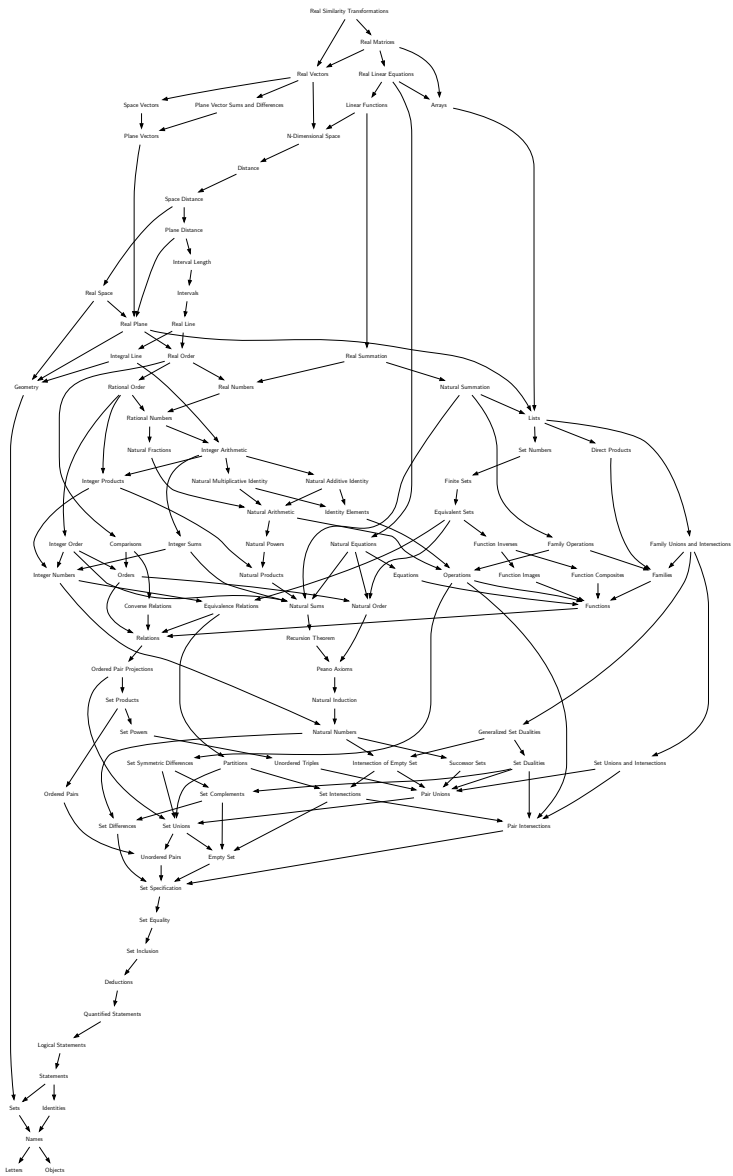 Real Similarity Transformations
Real Matrices
Real Vectors
Real Linear Equations
Space Vectors
Plane Vector Sums and Differences
Linear Functions
Arrays
Plane Vectors
N-Dimensional Space
Distance
Space Distance
Plane Distance
Interval Length
Real Space
Intervals
Real Plane
Real Line
Integral Line
Real Order
Real Summation
Geometry
Rational Order
Real Numbers
Natural Summation
Rational Numbers
Lists
Natural Fractions
Integer Arithmetic
Set Numbers
Direct Products
Integer Products
Natural Multiplicative Identity
Natural Additive Identity
Finite Sets
Natural Arithmetic
Identity Elements
Equivalent Sets
Integer Order
Comparisons
Integer Sums
Natural Powers
Natural Equations
Function Inverses
Family Operations
Family Unions and Intersections
Integer Numbers
Orders
Natural Products
Equations
Operations
Function Images
Function Composites
Families
Converse Relations
Equivalence Relations
Natural Sums
Natural Order
Functions
Relations
Recursion Theorem
Ordered Pair Projections
Peano Axioms
Set Products
Natural Induction
Set Powers
Natural Numbers
Generalized Set Dualities
Set Symmetric Differences
Partitions
Unordered Triples
Intersection of Empty Set
Successor Sets
Set Dualities
Set Unions and Intersections
Ordered Pairs
Set Complements
Set Intersections
Pair Unions
Set Differences
Set Unions
Pair Intersections
Unordered Pairs
Empty Set
Set Specification
Set Equality
Set Inclusion
Deductions
Quantified Statements
Logical Statements
Statements
Sets
Identities
Names
Letters
Objects